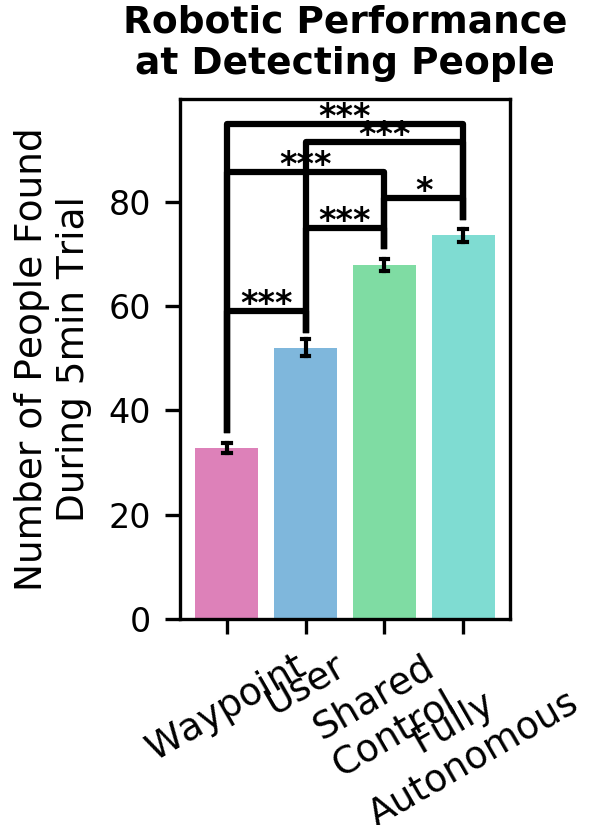 Robotic Performance
at Detecting People
Number of People Found
During 5min Trial
80
60
40
20
0
***
***
***
*
***
***
Waypoint
User
Shared
Control
Fully
Autonomous